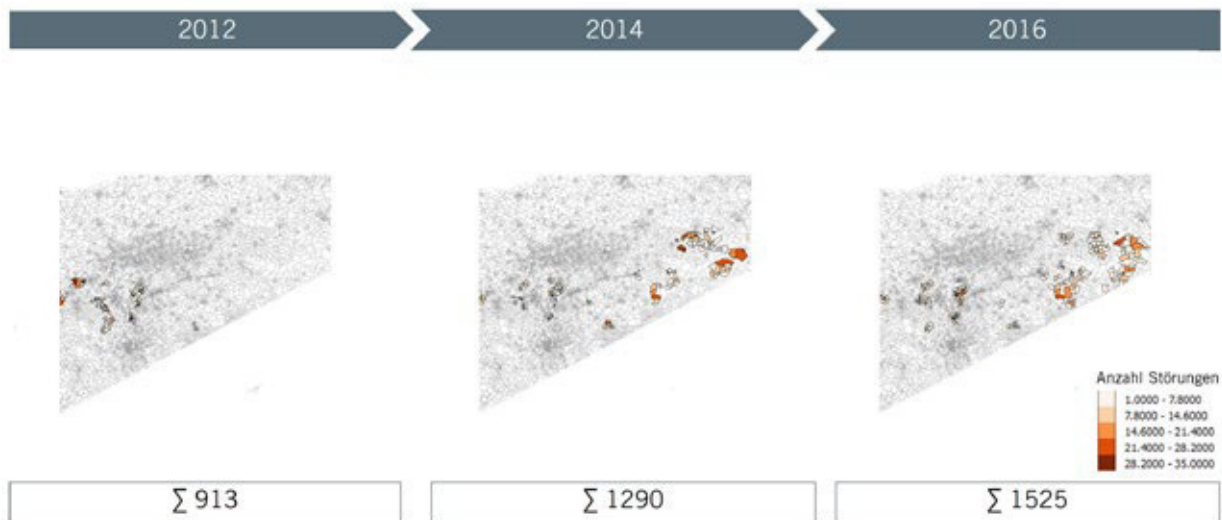 2012
2014
2016
Anzahl Störungen
1.0000 - 7.8000
7.8000 - 14.6000
14.6000 - 21.4000
21.4000 - 28.2000
28.2000 - 35.0000
∑ 913
∑ 1290
∑ 1525